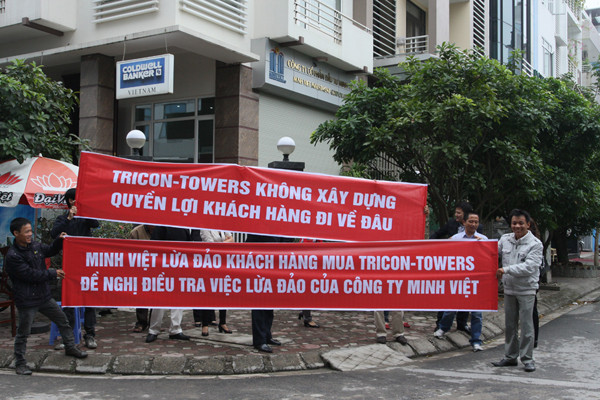 COLDWELL
BANKER
VIETNAM
TRICON-TOWERS KHÔNG XÂY DỰNG
QUYỀN LỢI KHÁCH HÀNG ĐI VỀ ĐÂU
MINH VIỆT LỪA ĐẢO KHÁCH HÀNG MUA TRICON-TOWERS
ĐỀ NGHỊ ĐIỀU TRA VIỆC LỪA ĐẢO CỦA CÔNG TY MINH VIỆT